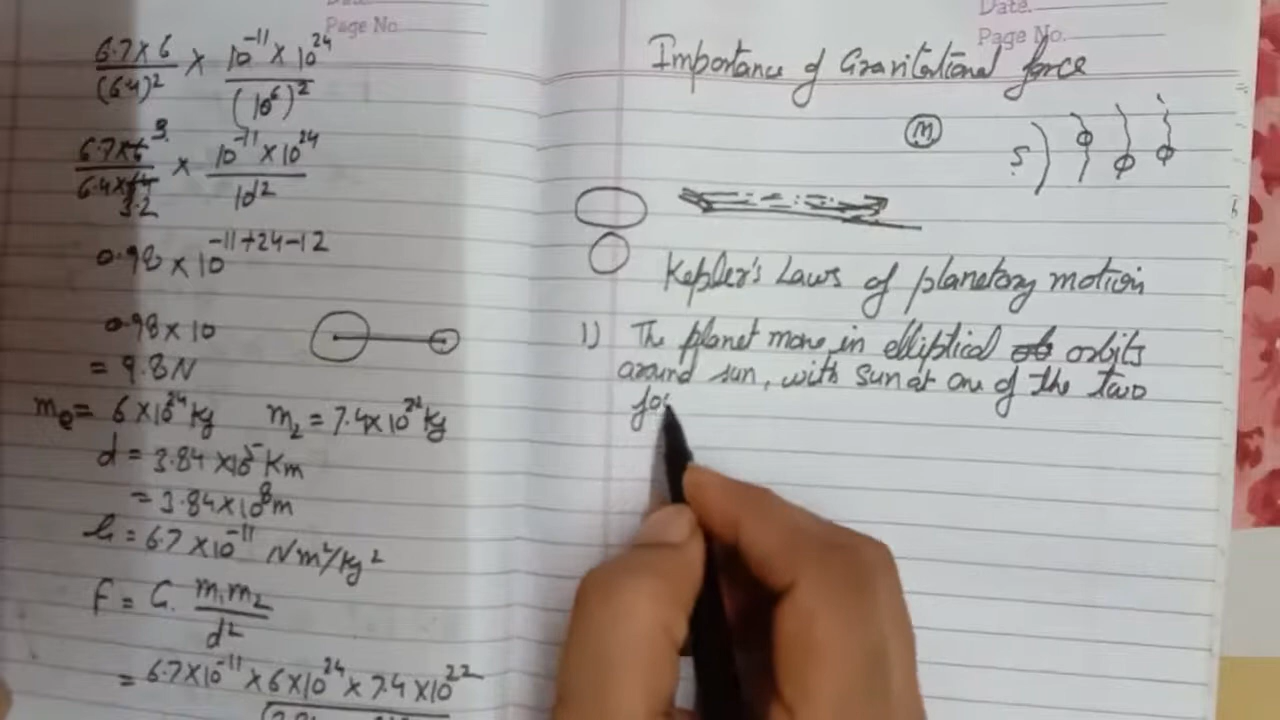 Page No.
6.7 x 6 / (6.4)² x 10⁻¹¹ x 10²⁴ / (10⁶)²
6.7 x 6 3 / 6.4 x 6.4 3.2 x 10⁻¹¹ x 10²⁴ / 10¹²
0.98 x 10⁻¹¹⁺²⁴⁻¹²
0.98 x 10
= 9.8 N
mₑ = 6 x 10²⁴ kg m₂ = 7.4 x 10²² kg
d = 3.84 x 10⁵ Km
= 3.84 x 10⁸ m
G = 6.7 x 10⁻¹¹ Nm²/kg²
F = G. m₁m₂ / d²
= 6.7 x 10⁻¹¹ x 6 x 10²⁴ x 7.4 x 10²²
Date.
Page No.
Importance of Gravitational force
m
S
Kepler's Laws of planetary motion
1) The planet move in elliptical ob orbits
around sun, with sun at one of the two
foc